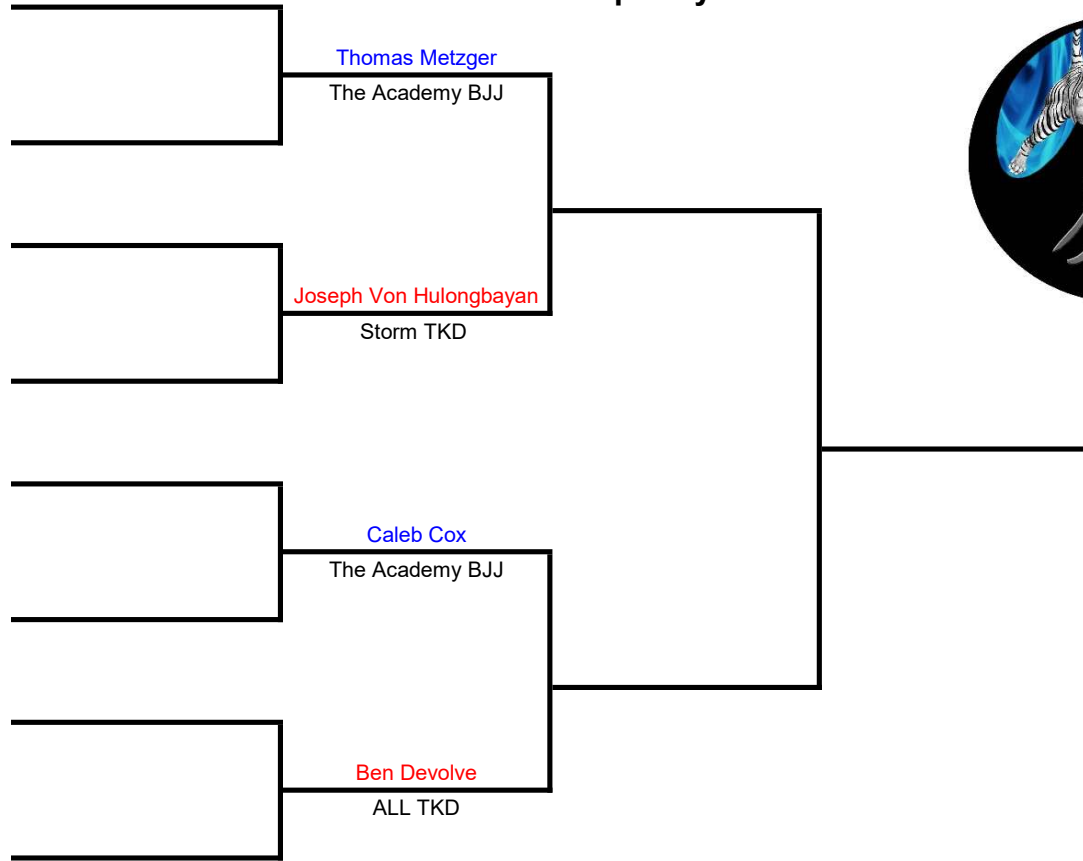 Thomas Metzger
The Academy BJJ
Joseph Von Hulongbayan
Storm TKD
Caleb Cox
The Academy BJJ
Ben Devolve
ALL TKD